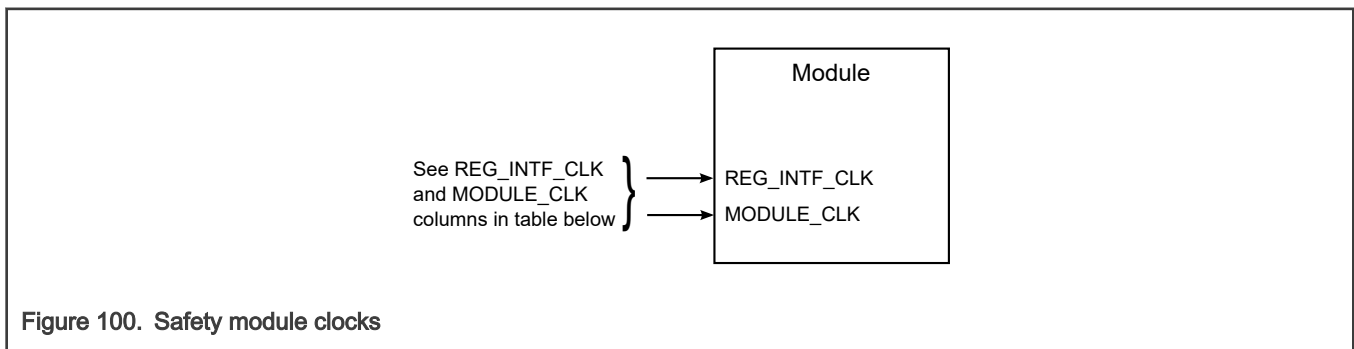 Module
See REG_INTF_CLK
and MODULE_CLK
columns in table below
REG_INTF_CLK
MODULE_CLK
Figure 100. Safety module clocks